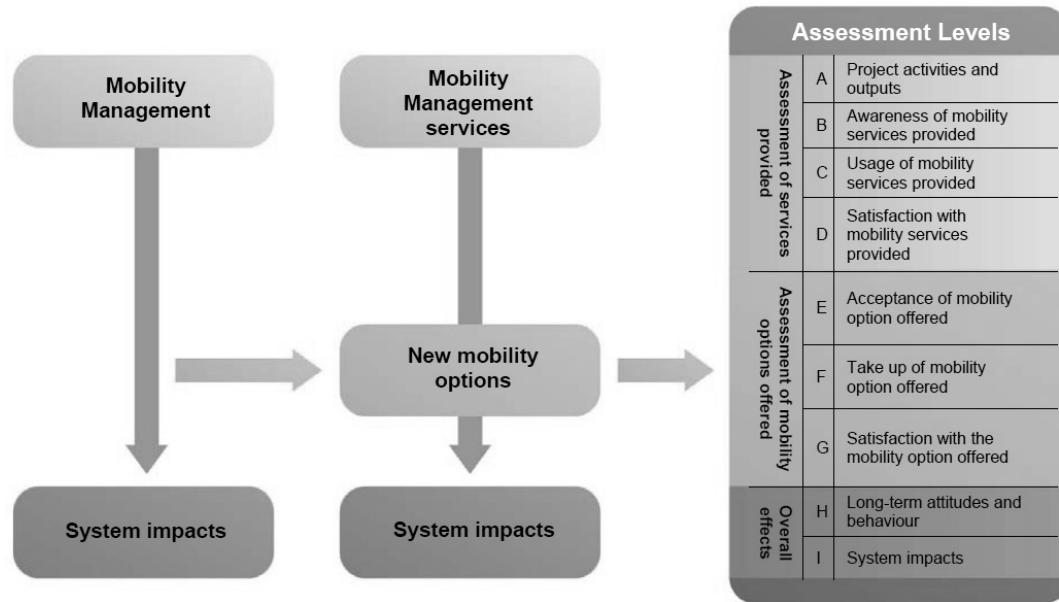 Mobility
Management
System impacts
Mobility
Management
services
New mobility
options
System impacts
Assessment Levels
Assessment of services
provided
A
Project activities and
outputs
B
Awareness of mobility
services provided
C
Usage of mobility
services provided
D
Satisfaction with
mobility services
provided
Assessment of mobility
options offered
E
Acceptance of mobility
option offered
F
Take up of mobility
option offered
G
Satisfaction with the
mobility option offered
Overall
effects
H
Long-term attitudes and
behaviour
I
System impacts